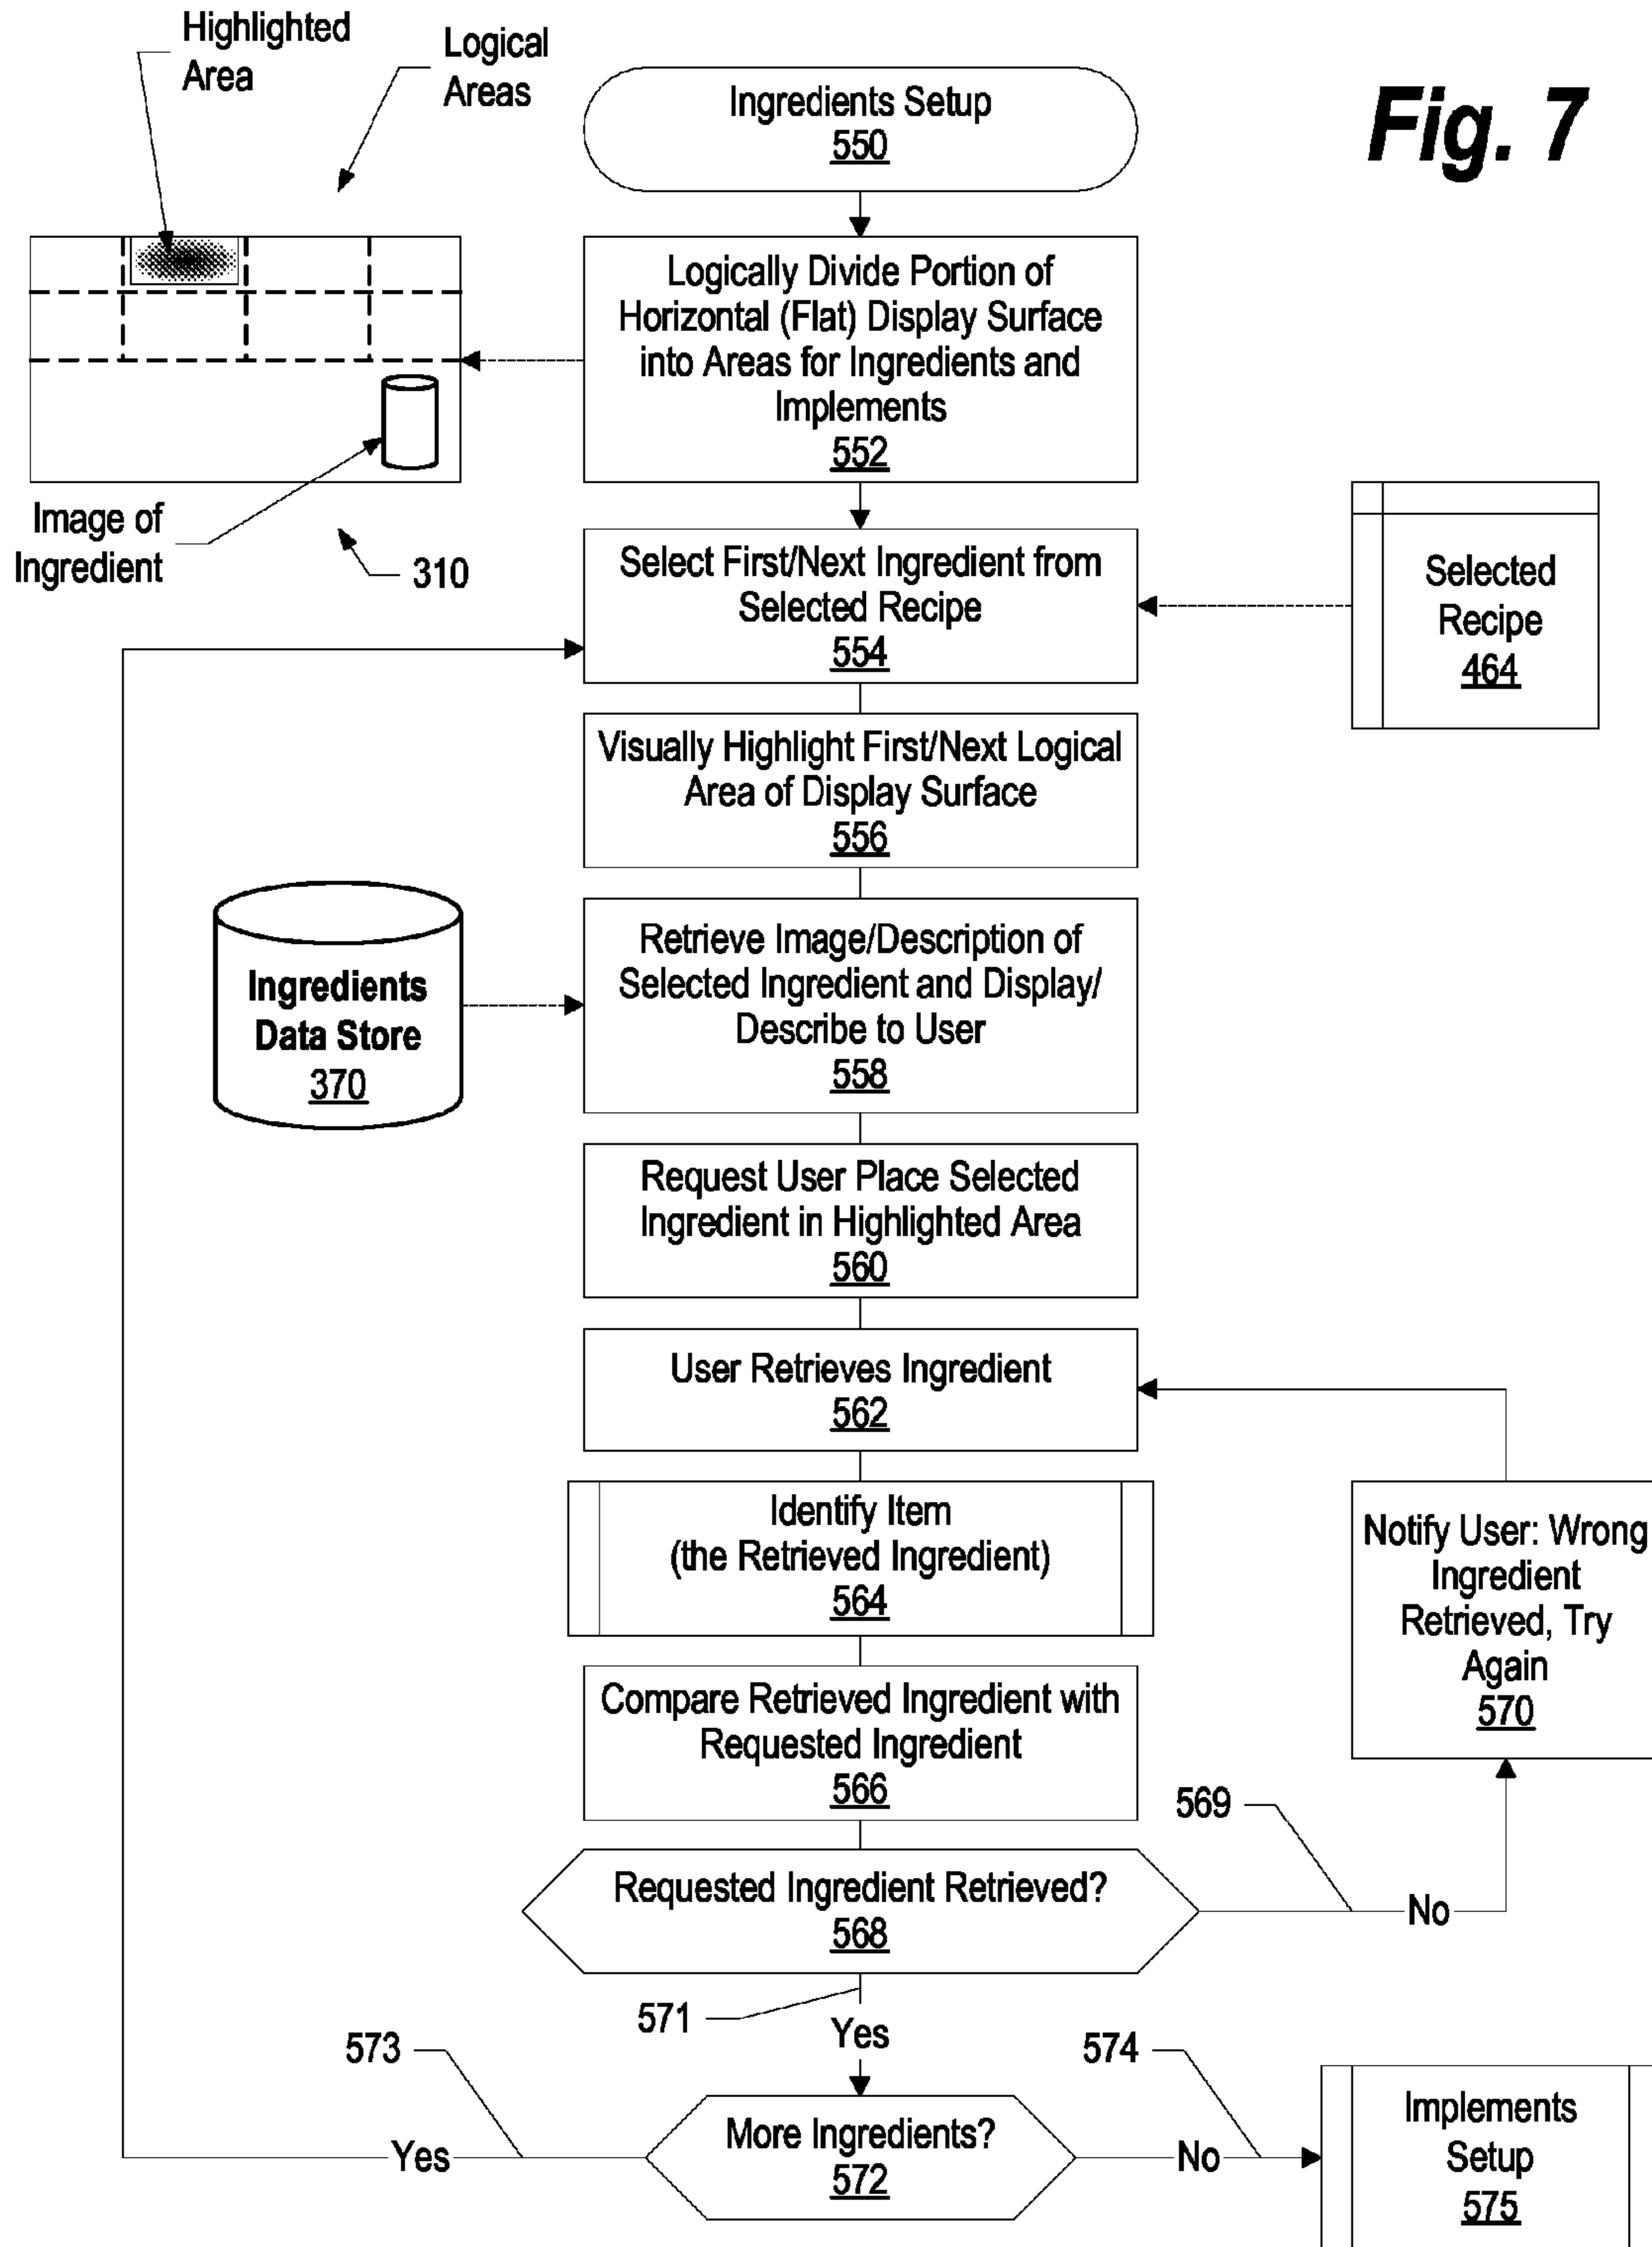 Highlighted
Area
Logical
Areas
Fig. 7
Ingredients Setup
550
Logically Divide Portion of
Horizontal (Flat) Display Surface
into Areas for Ingredients and
Implements
552
Image of
Ingredient
310
Select First/Next Ingredient from
Selected Recipe
554
Selected
Recipe
464
Visually Highlight First/Next Logical
Area of Display Surface
556
Ingredients
Data Store
370
Retrieve Image/Description of
Selected Ingredient and Display/
Describe to User
558
Request User Place Selected
Ingredient in Highlighted Area
560
User Retrieves Ingredient
562
Identify Item
(the Retrieved Ingredient)
564
Notify User: Wrong
Ingredient
Retrieved, Try
Again
570
Compare Retrieved Ingredient with
Requested Ingredient
566
569
Requested Ingredient Retrieved?
568
No
571
Yes
573
574
More Ingredients?
572
Yes
No
Implements
Setup
575